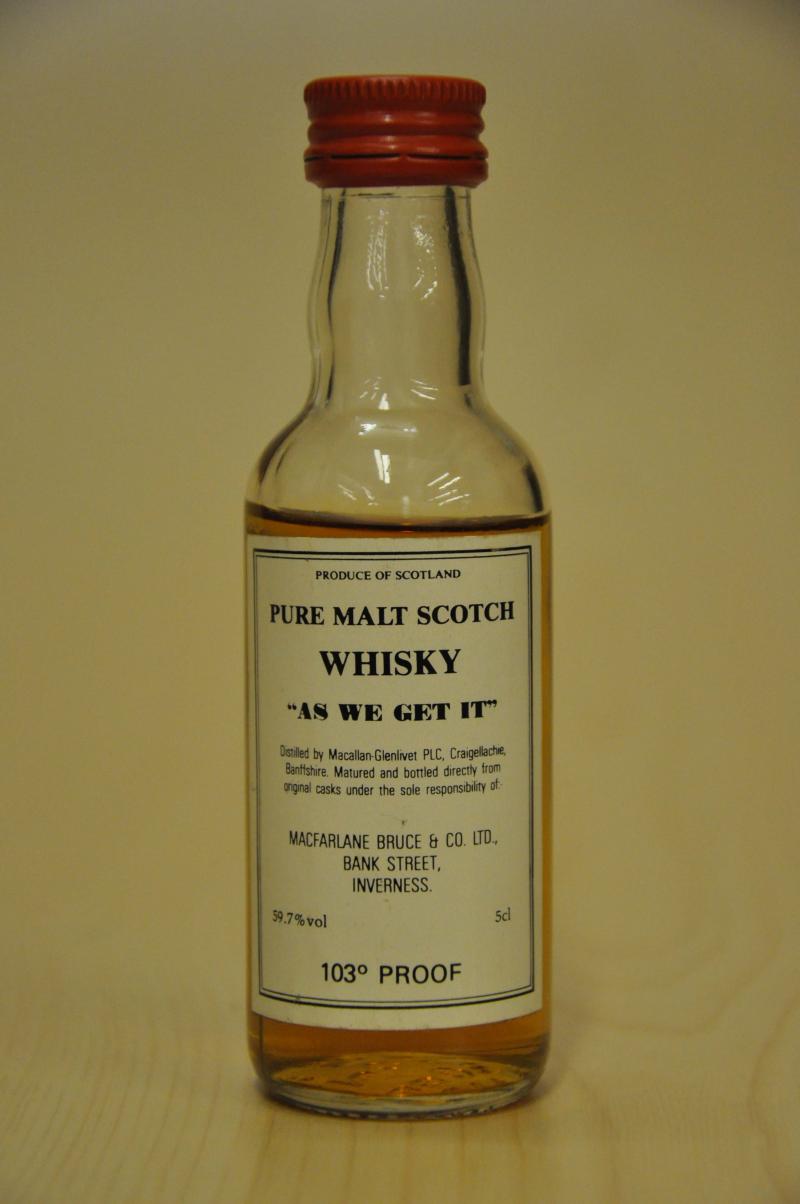 PRODUCE OF SCOTLAND
PURE MALT SCOTCH
WHISKY
"AS WE GET IT"
Distilled by Macallan-Glenlivet PLC, Craigellachie,
Banffshire. Matured and bottled directly from
original casks under the sole responsibility of:-
MACFARLANE BRUCE & CO. LTD.,
BANK STREET,
INVERNESS.
59.7%vol 5cl
103º PROOF